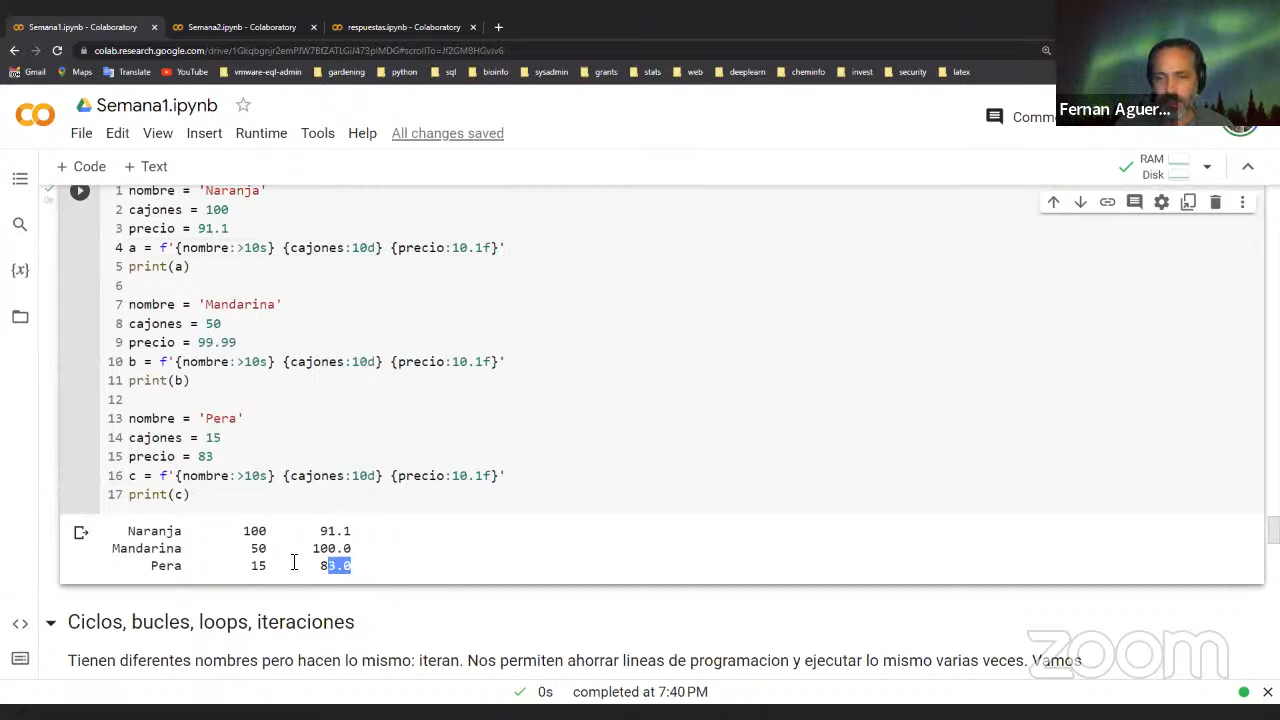 Semana1.ipynb - Colaboratory
Semana2.ipynb - Colaboratory
respuestas.ipynb - Colaboratory
Gmail
Maps
Translate
YouTube
vmware-eql-admin
gardening
python
sql
bioinfo
sysadmin
grants
stats
web
deeplearn
cheminfo
invest
security
latex
Fernan Aguer...
Semana1.ipynb
File Edit View Insert Runtime Tools Help All changes saved
Comme
+ Code + Text
RAM
Disk
0s
1 nombre = 'Naranja'
2 cajones = 100
3 precio = 91.1
4 a = f'{nombre:>10s} {cajones:10d} {precio:10.1f}'
5 print(a)
6
7 nombre = 'Mandarina'
8 cajones = 50
9 precio = 99.99
10 b = f'{nombre:>10s} {cajones:10d} {precio:10.1f}'
11 print(b)
12
13 nombre = 'Pera'
14 cajones = 15
15 precio = 83
16 c = f'{nombre:>10s} {cajones:10d} {precio:10.1f}'
17 print(c)
Naranja 100 91.1
Mandarina 50 100.0
Pera 15 83.0
Ciclos, bucles, loops, iteraciones
Tienen diferentes nombres pero hacen lo mismo: iteran. Nos permiten ahorrar lineas de programacion y ejecutar lo mismo varias veces. Vamos
zoom
0s completed at 7:40 PM